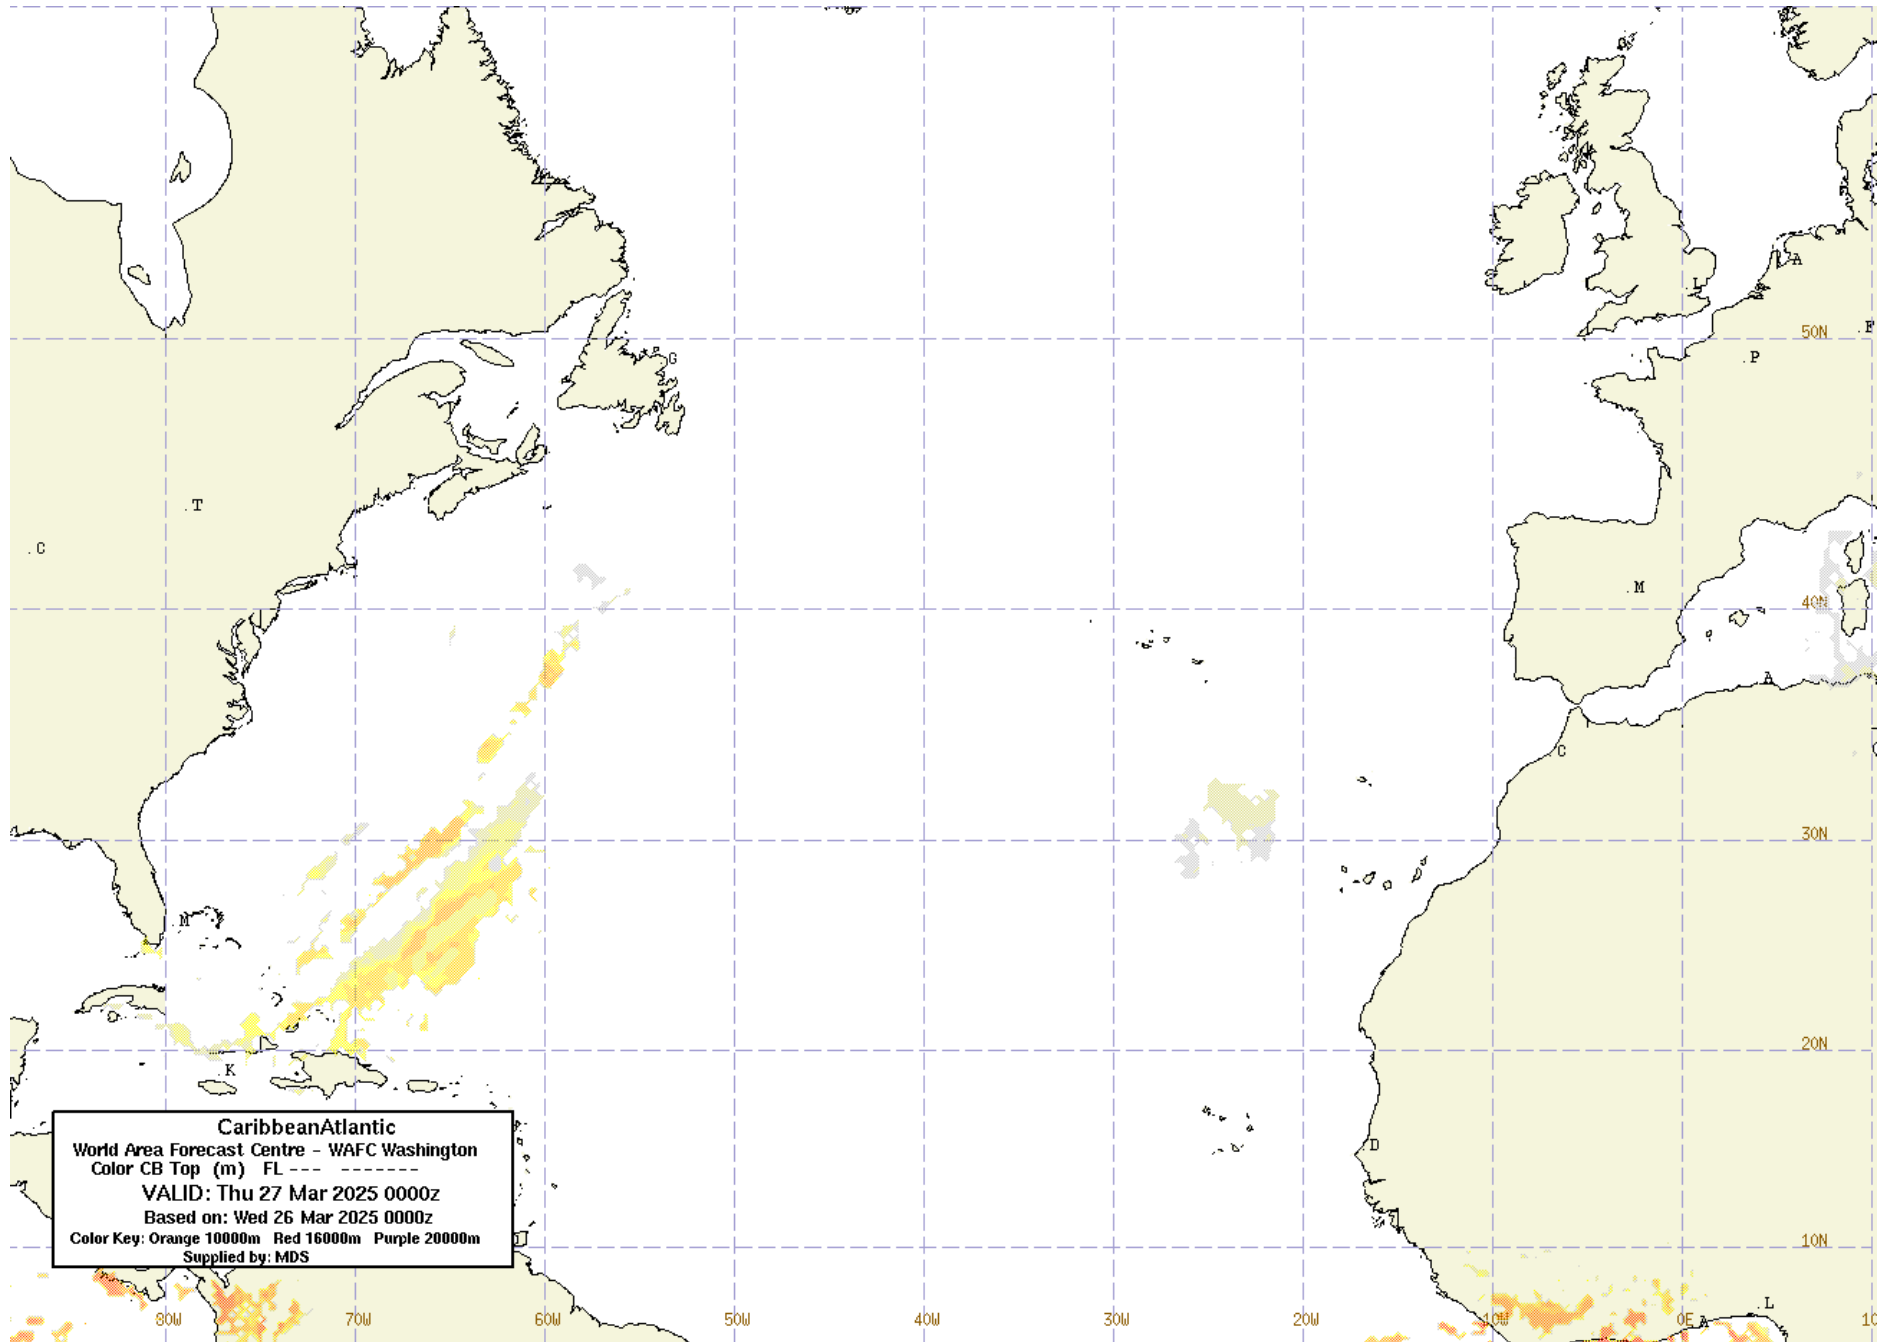 A
L
50N
F
G
P
T
C
M
40N
A
C
C
30N
M
20N
K
CaribbeanAtlantic
World Area Forecast Centre - WAFC Washington
Color CB Top (m) FL --- -------
VALID: Thu 27 Mar 2025 0000z
Based on: Wed 26 Mar 2025 0000z
Color Key: Orange 10000m Red 16000m Purple 20000m
Supplied by: MDS
D
10N
L
80W 70W 60W 50W 40W 30W 20W 10W 0E A 10